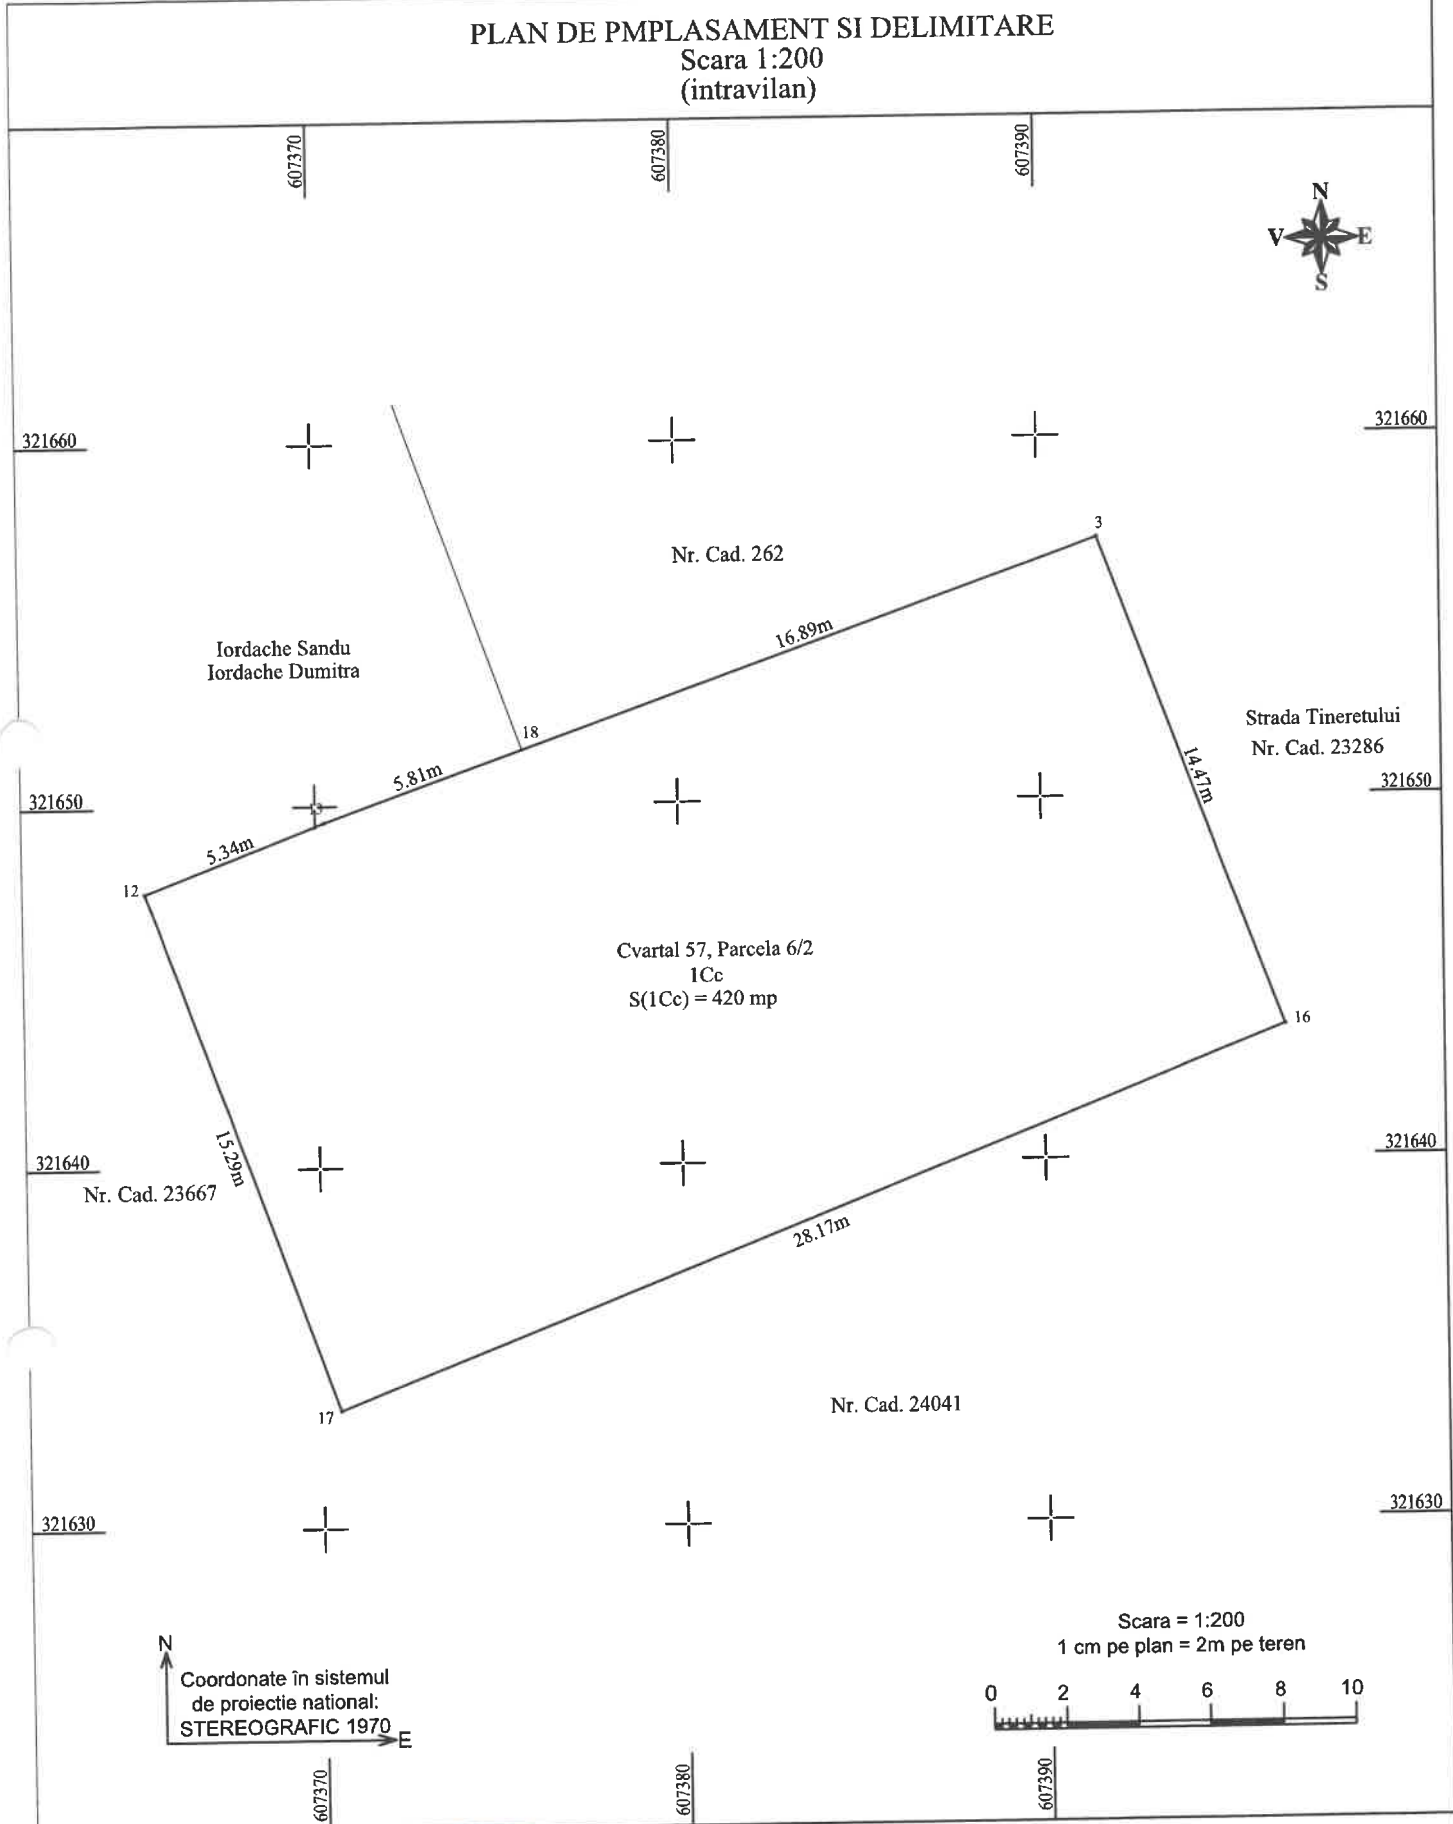 PLAN DE PMPLASAMENT SI DELIMITARE
Scara 1:200
(intravilan)
607370
607380
607390
N
V
E
S
321660
321660
3
Nr. Cad. 262
16.89m
Iordache Sandu
Iordache Dumitra
Strada Tineretului
Nr. Cad. 23286
18
14.47m
5.81m
321650
321650
5.34m
12
Cvartal 57, Parcela 6/2
1Cc
S(1Cc) = 420 mp
16
15.29m
321640
321640
Nr. Cad. 23667
28.17m
Nr. Cad. 24041
17
321630
321630
Scara = 1:200
1 cm pe plan = 2m pe teren
0 2 4 6 8 10
N
Coordonate în sistemul
de proiectie national:
STEREOGRAFIC 1970
E
607370
607380
607390